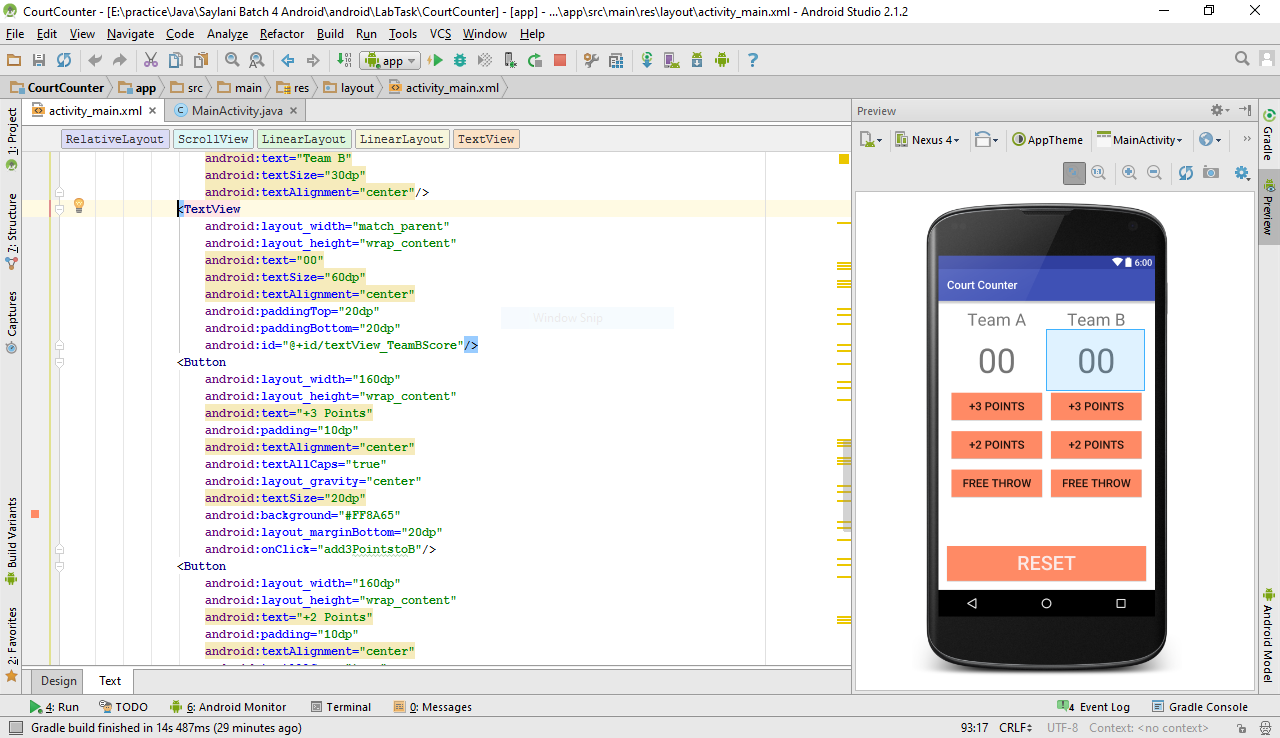 CourtCounter - [E:\practice\Java\Saylani Batch 4 Android\android\LabTask\CourtCounter] - [app] - ...\app\src\main\res\layout\activity_main.xml - Android Studio 2.1.2
File Edit View Navigate Code Analyze Refactor Build Run Tools VCS Window Help
app
CourtCounter app src main res layout activity_main.xml
activity_main.xml MainActivity.java
RelativeLayout ScrollView LinearLayout LinearLayout TextView
1: Project
7: Structure
Captures
Build Variants
2: Favorites
android:text="Team B"
android:textSize="30dp"
android:textAlignment="center"/>
<TextView
android:layout_width="match_parent"
android:layout_height="wrap_content"
android:text="00"
android:textSize="60dp"
android:textAlignment="center"
android:paddingTop="20dp"
android:paddingBottom="20dp"
android:id="@+id/textView_TeamBScore"/>
<Button
android:layout_width="160dp"
android:layout_height="wrap_content"
android:text="+3 Points"
android:padding="10dp"
android:textAlignment="center"
android:textAllCaps="true"
android:layout_gravity="center"
android:textSize="20dp"
android:background="#FF8A65"
android:layout_marginBottom="20dp"
android:onClick="add3PointstoB"/>
<Button
android:layout_width="160dp"
android:layout_height="wrap_content"
android:text="+2 Points"
android:padding="10dp"
android:textAlignment="center"
Window Snip
Preview
Nexus 4 AppTheme MainActivity
6:00
Court Counter
Team A Team B
00 00
+3 POINTS +3 POINTS
+2 POINTS +2 POINTS
FREE THROW FREE THROW
RESET
Gradle
Preview
Android Model
Design Text
4: Run TODO 6: Android Monitor Terminal 0: Messages 4 Event Log Gradle Console
Gradle build finished in 14s 487ms (29 minutes ago) 93:17 CRLF UTF-8 Context: <no context>